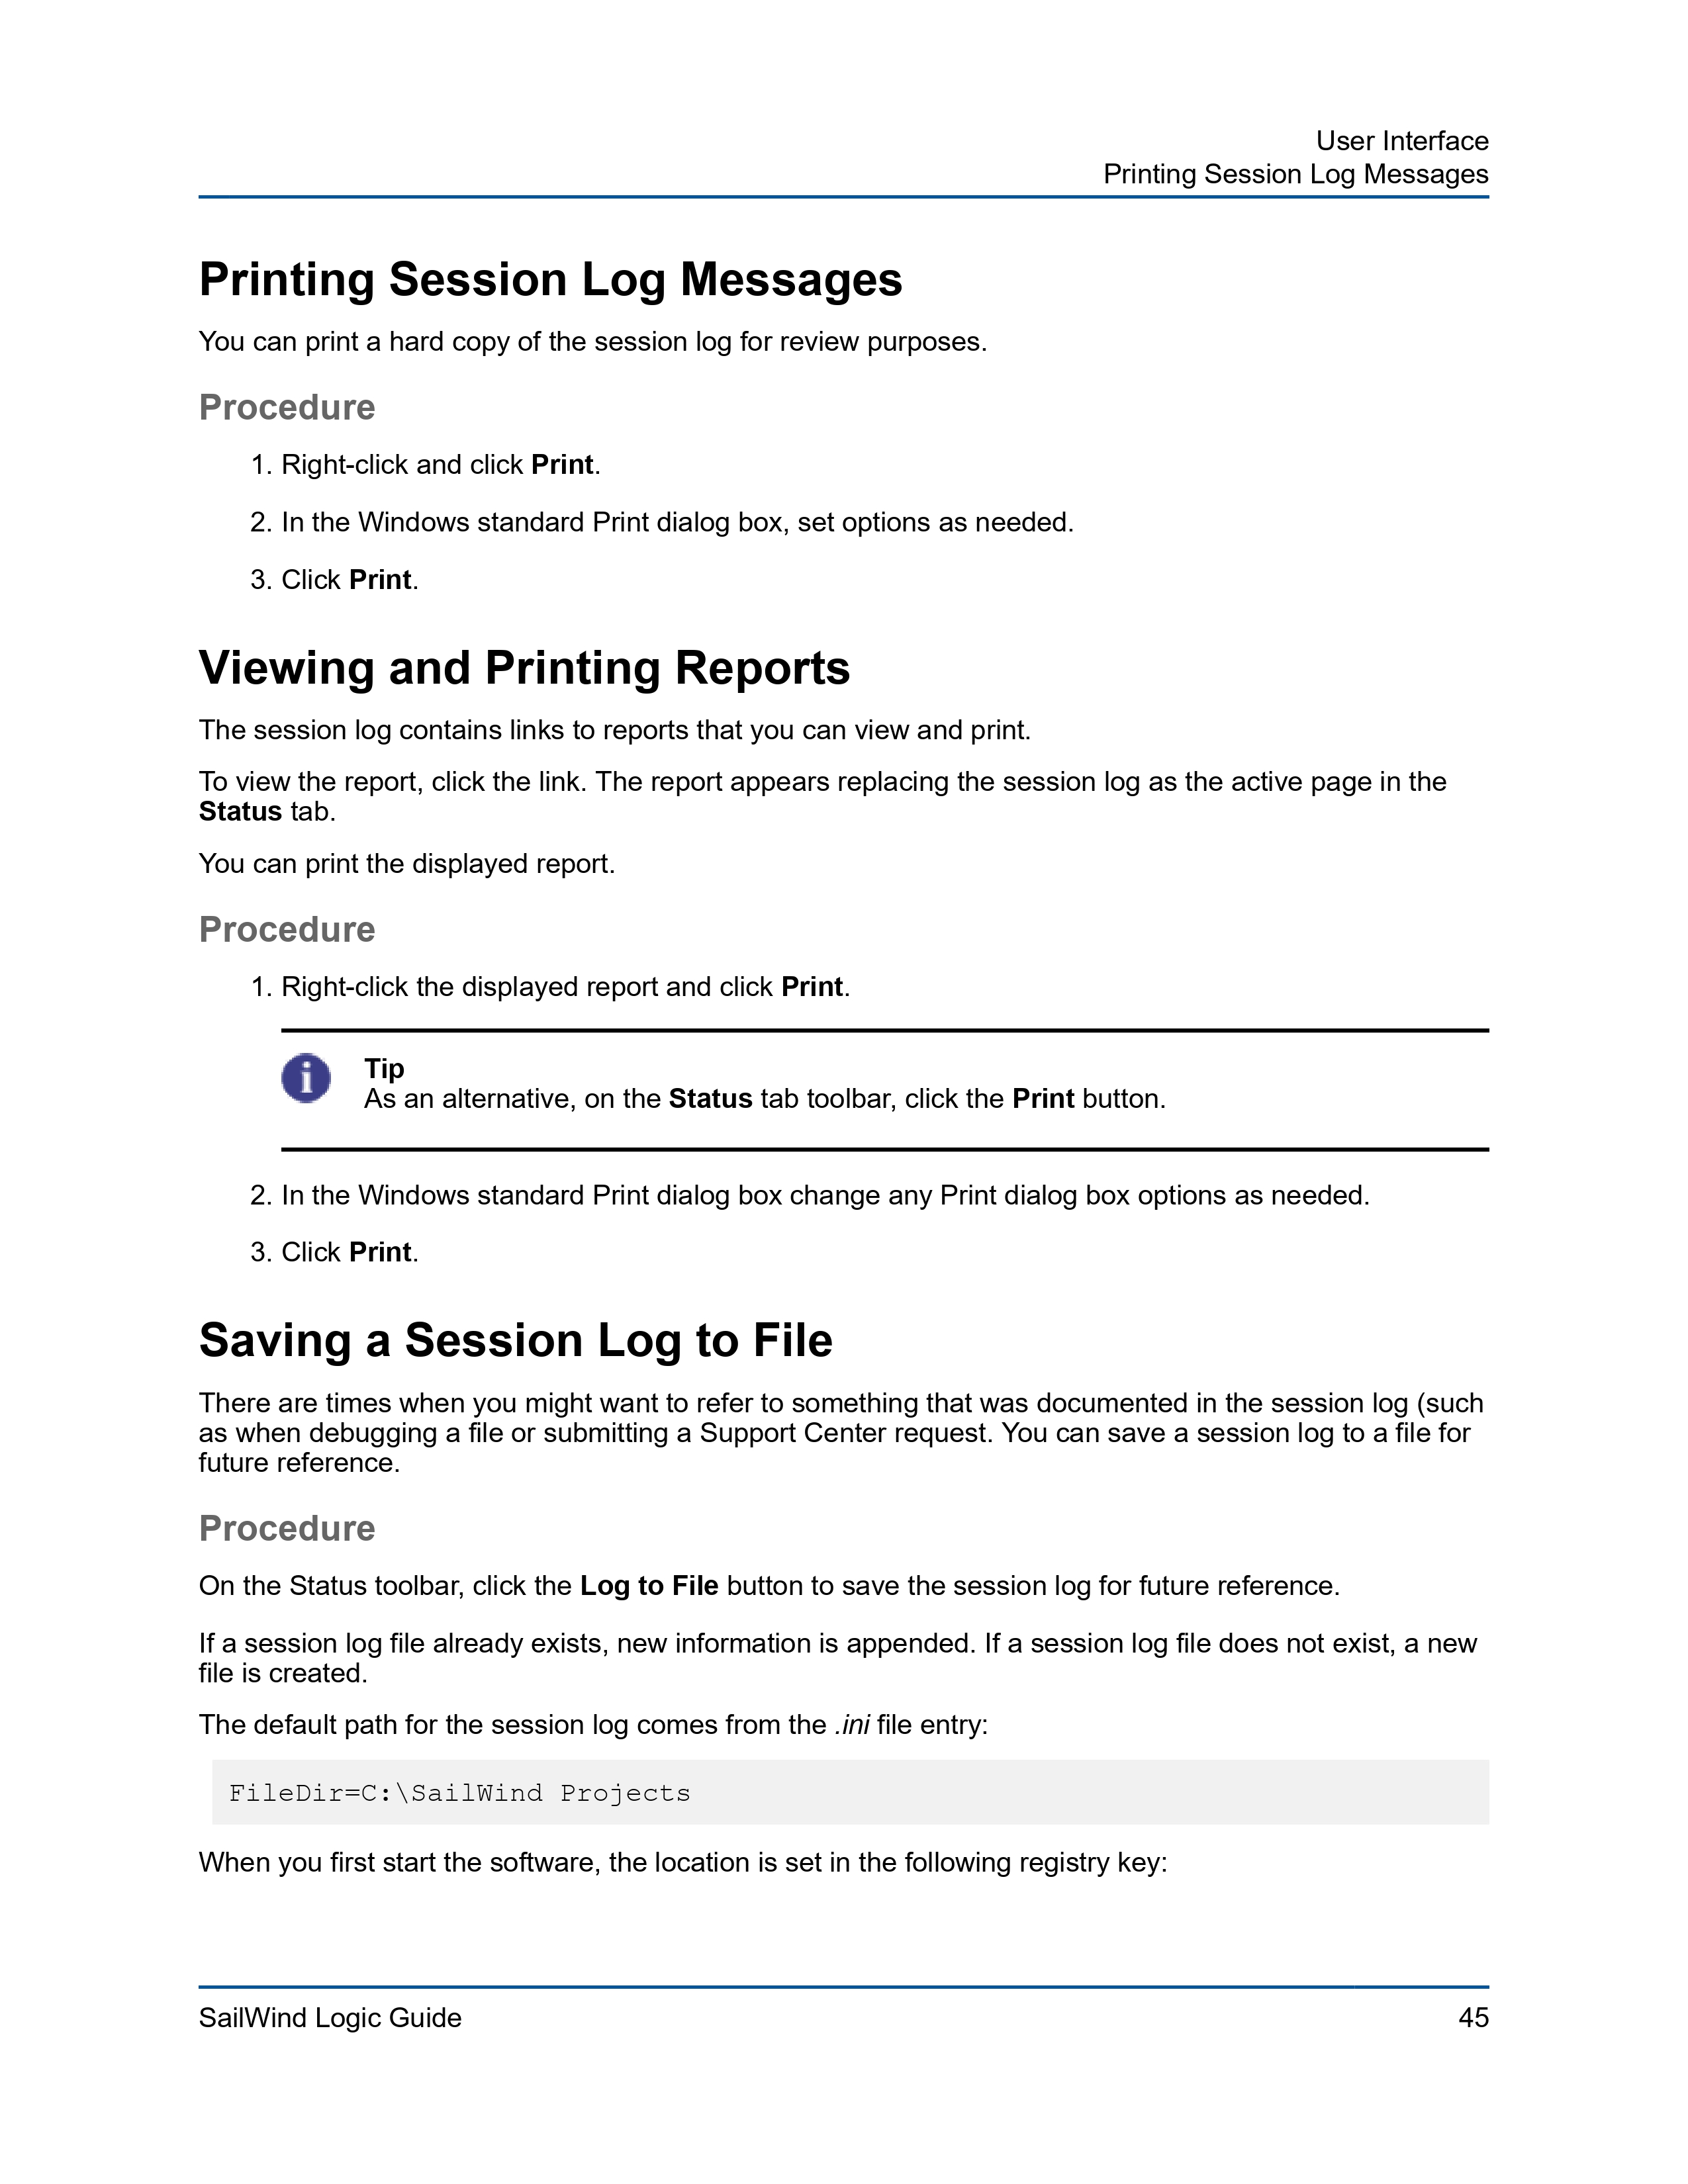 User Interface
Printing Session Log Messages
Printing Session Log Messages
You can print a hard copy of the session log for review purposes.
Procedure
1. Right-click and click Print.
2. In the Windows standard Print dialog box, set options as needed.
3. Click Print.
Viewing and Printing Reports
The session log contains links to reports that you can view and print.
To view the report, click the link. The report appears replacing the session log as the active page in the
Status tab.
You can print the displayed report.
Procedure
1. Right-click the displayed report and click Print.
Tip
As an alternative, on the Status tab toolbar, click the Print button.
2. In the Windows standard Print dialog box change any Print dialog box options as needed.
3. Click Print.
Saving a Session Log to File
There are times when you might want to refer to something that was documented in the session log (such
as when debugging a file or submitting a Support Center request. You can save a session log to a file for
future reference.
Procedure
On the Status toolbar, click the Log to File button to save the session log for future reference.
If a session log file already exists, new information is appended. If a session log file does not exist, a new
file is created.
The default path for the session log comes from the .ini file entry:
FileDir=C:\SailWind Projects
When you first start the software, the location is set in the following registry key:
SailWind Logic Guide
45